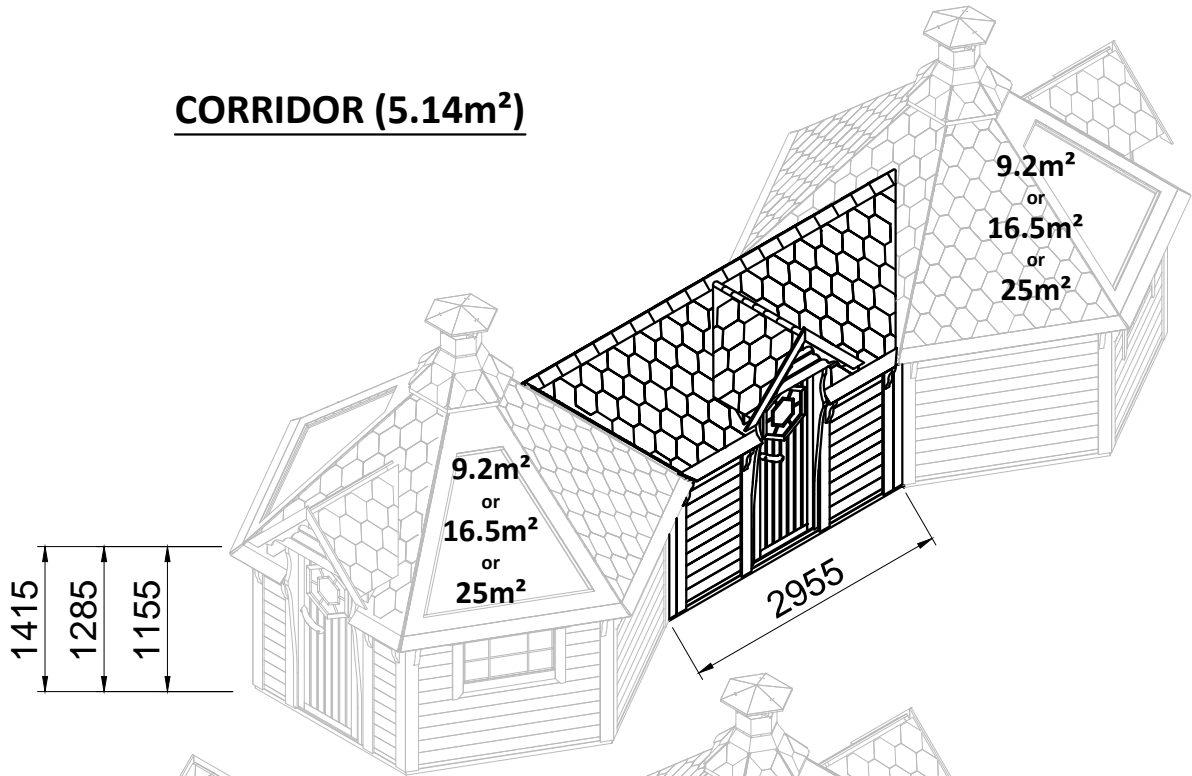 CORRIDOR (5.14m²)
9.2m²
or
16.5m²
or
25m²
9.2m²
or
16.5m²
or
25m²
1415
1285
1155
2955